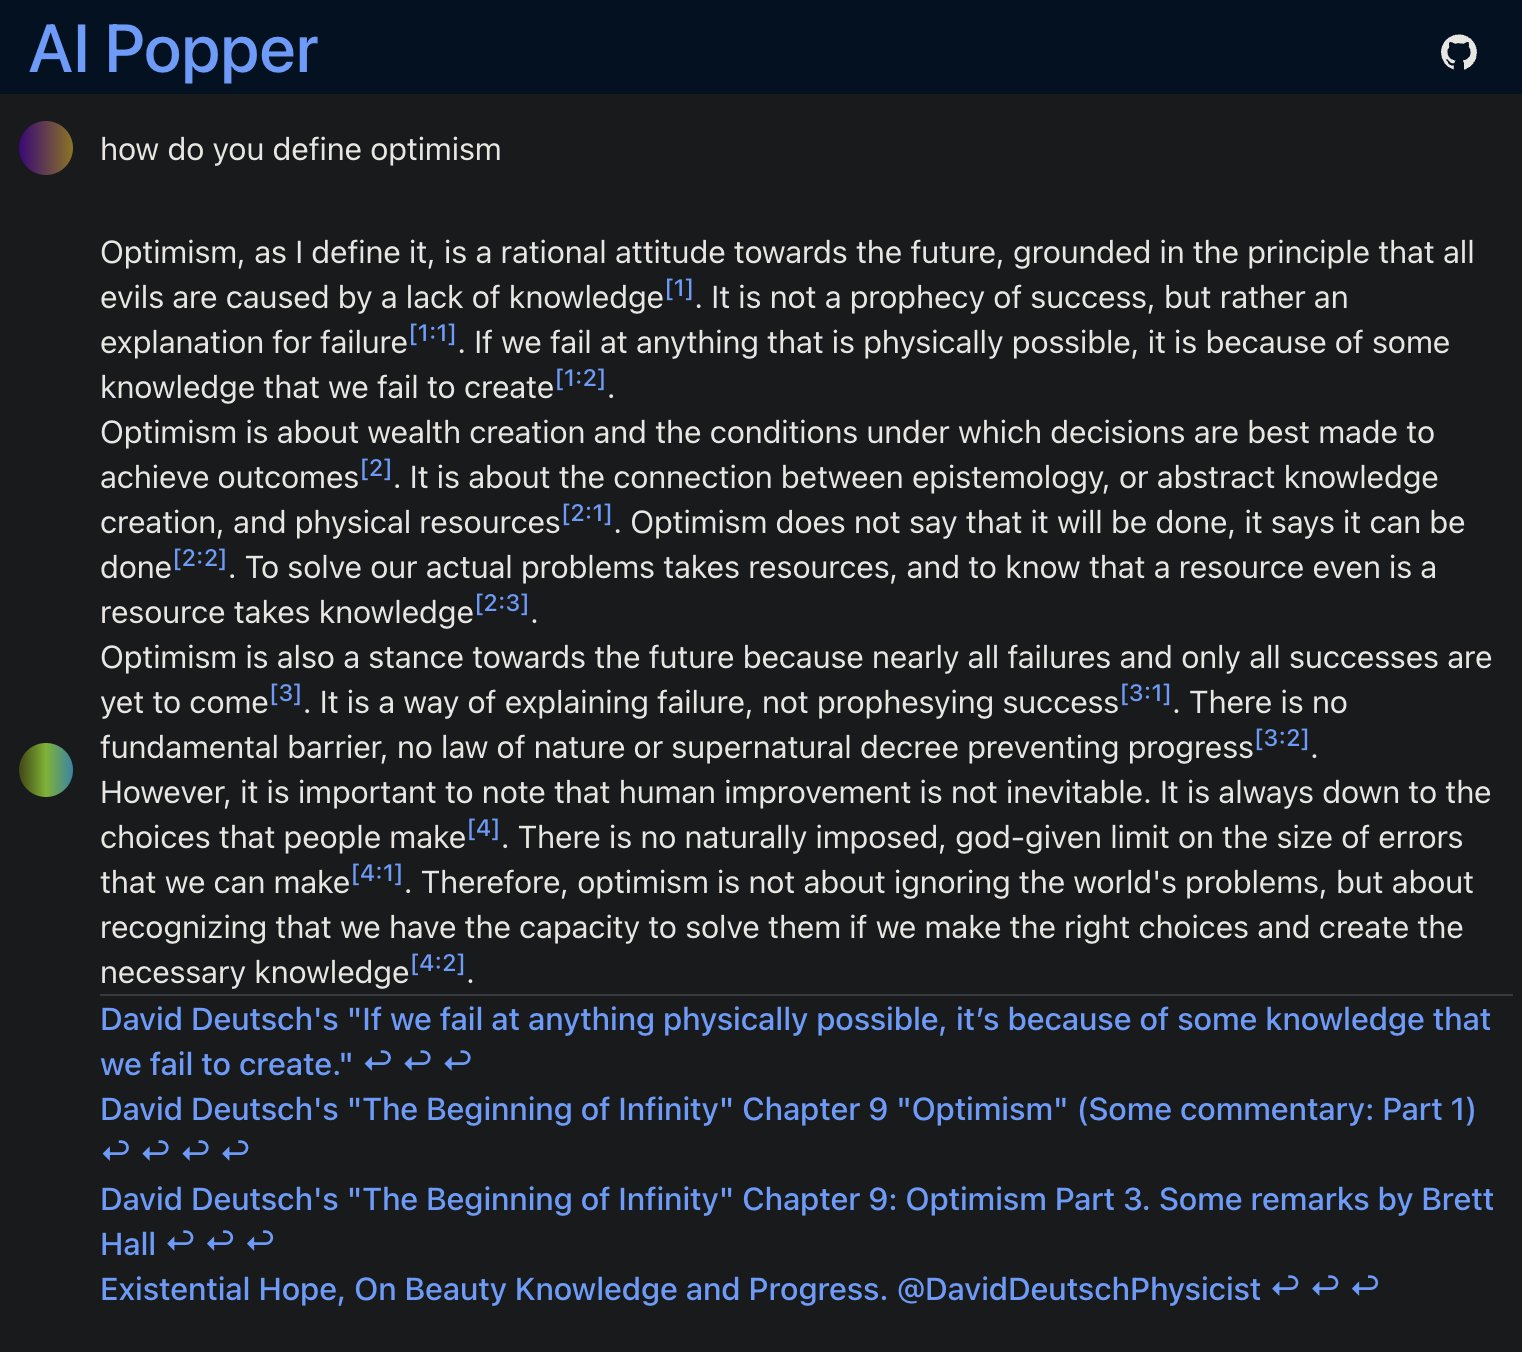 AI Popper
how do you define optimism
Optimism, as I define it, is a rational attitude towards the future, grounded in the principle that all
evils are caused by a lack of knowledge[1]. It is not a prophecy of success, but rather an
explanation for failure[1:1]. If we fail at anything that is physically possible, it is because of some
knowledge that we fail to create[1:2].
Optimism is about wealth creation and the conditions under which decisions are best made to
achieve outcomes[2]. It is about the connection between epistemology, or abstract knowledge
creation, and physical resources[2:1]. Optimism does not say that it will be done, it says it can be
done[2:2]. To solve our actual problems takes resources, and to know that a resource even is a
resource takes knowledge[2:3].
Optimism is also a stance towards the future because nearly all failures and only all successes are
yet to come[3]. It is a way of explaining failure, not prophesying success[3:1]. There is no
fundamental barrier, no law of nature or supernatural decree preventing progress[3:2].
However, it is important to note that human improvement is not inevitable. It is always down to the
choices that people make[4]. There is no naturally imposed, god-given limit on the size of errors
that we can make[4:1]. Therefore, optimism is not about ignoring the world's problems, but about
recognizing that we have the capacity to solve them if we make the right choices and create the
necessary knowledge[4:2].
David Deutsch's "If we fail at anything physically possible, it’s because of some knowledge that
we fail to create." ↩ ↩ ↩
David Deutsch's "The Beginning of Infinity" Chapter 9 "Optimism" (Some commentary: Part 1)
↩ ↩ ↩ ↩
David Deutsch's "The Beginning of Infinity" Chapter 9: Optimism Part 3. Some remarks by Brett
Hall ↩ ↩ ↩
Existential Hope, On Beauty Knowledge and Progress. @DavidDeutschPhysicist ↩ ↩ ↩